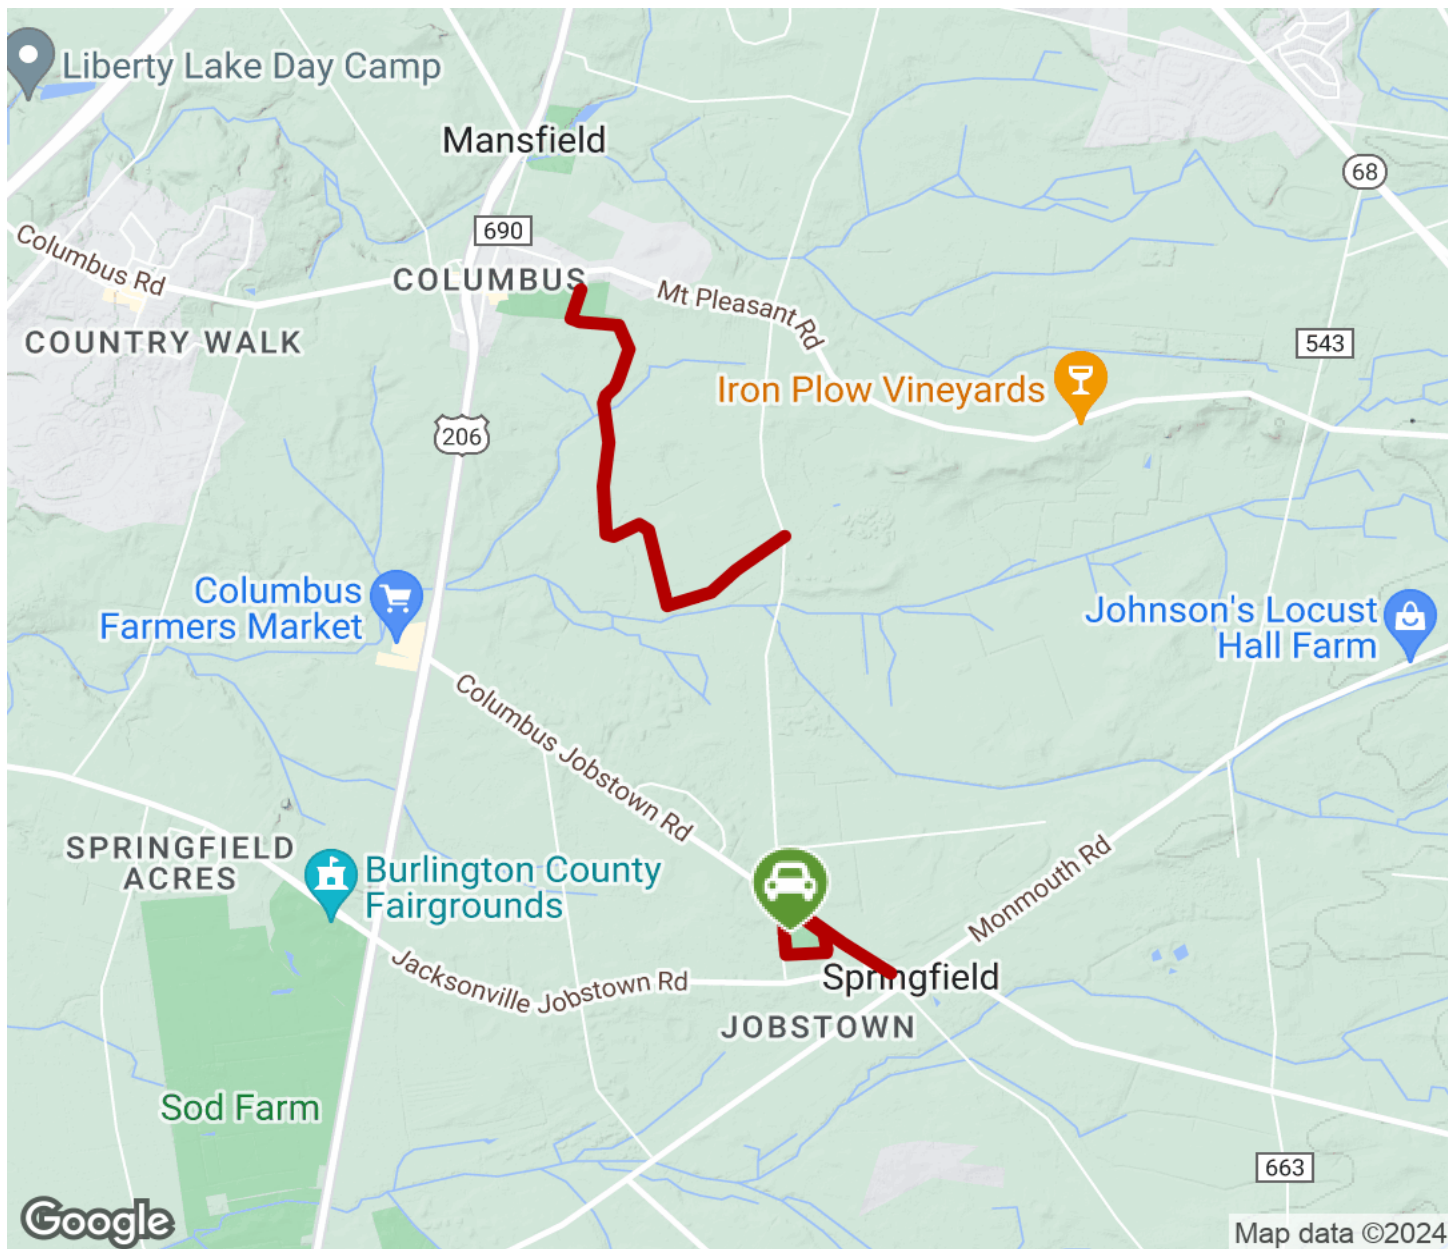 Liberty Lake Day Camp
Mansfield
68
690
Columbus Rd
COLUMBUS
Mt Pleasant Rd
COUNTRY WALK
543
Iron Plow Vineyards
206
Columbus
Farmers Market
Johnson's Locust
Hall Farm
Columbus Jobstown Rd
SPRINGFIELD
ACRES
Burlington County
Fairgrounds
Monmouth Rd
Jacksonville Jobstown Rd
Springfield
JOBSTOWN
Sod Farm
663
Google
Map data ©2024